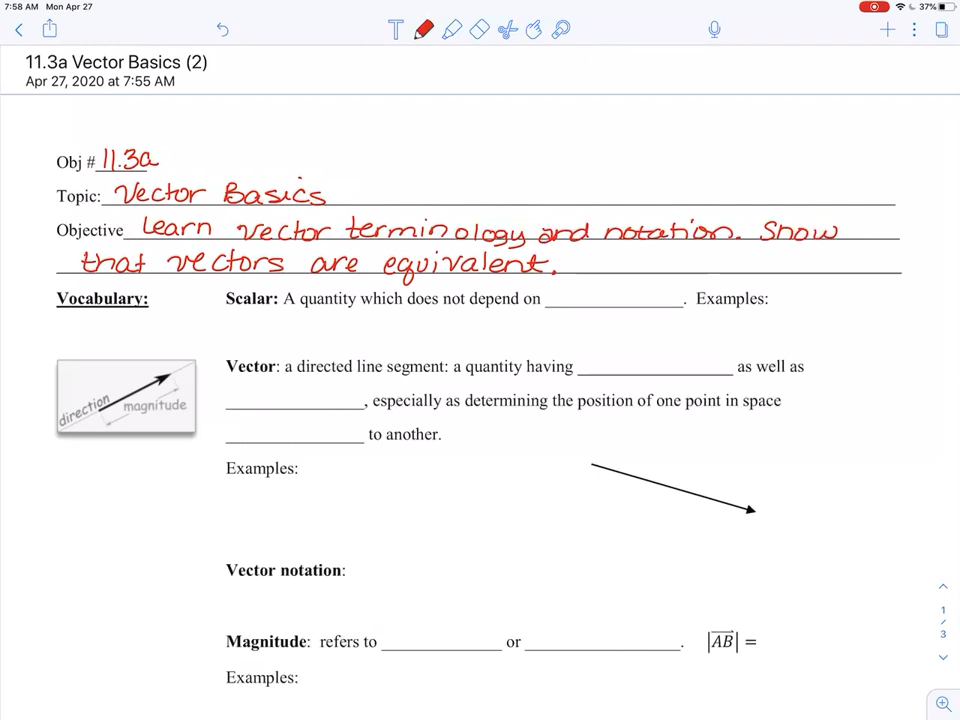 7:58 AM Mon Apr 27
37%
11.3a Vector Basics (2)
Apr 27, 2020 at 7:55 AM
Obj # 11.3a
Topic: Vector Basics
Objective Learn vector terminology and notation. Show
that vectors are equivalent.
Vocabulary: Scalar: A quantity which does not depend on ______________. Examples:
Vector: a directed line segment: a quantity having ________________ as well as
direction
magnitude
______________, especially as determining the position of one point in space
______________ to another.
Examples:
Vector notation:
Magnitude: refers to ____________ or ________________. |AB| =
Examples:
1
/
3